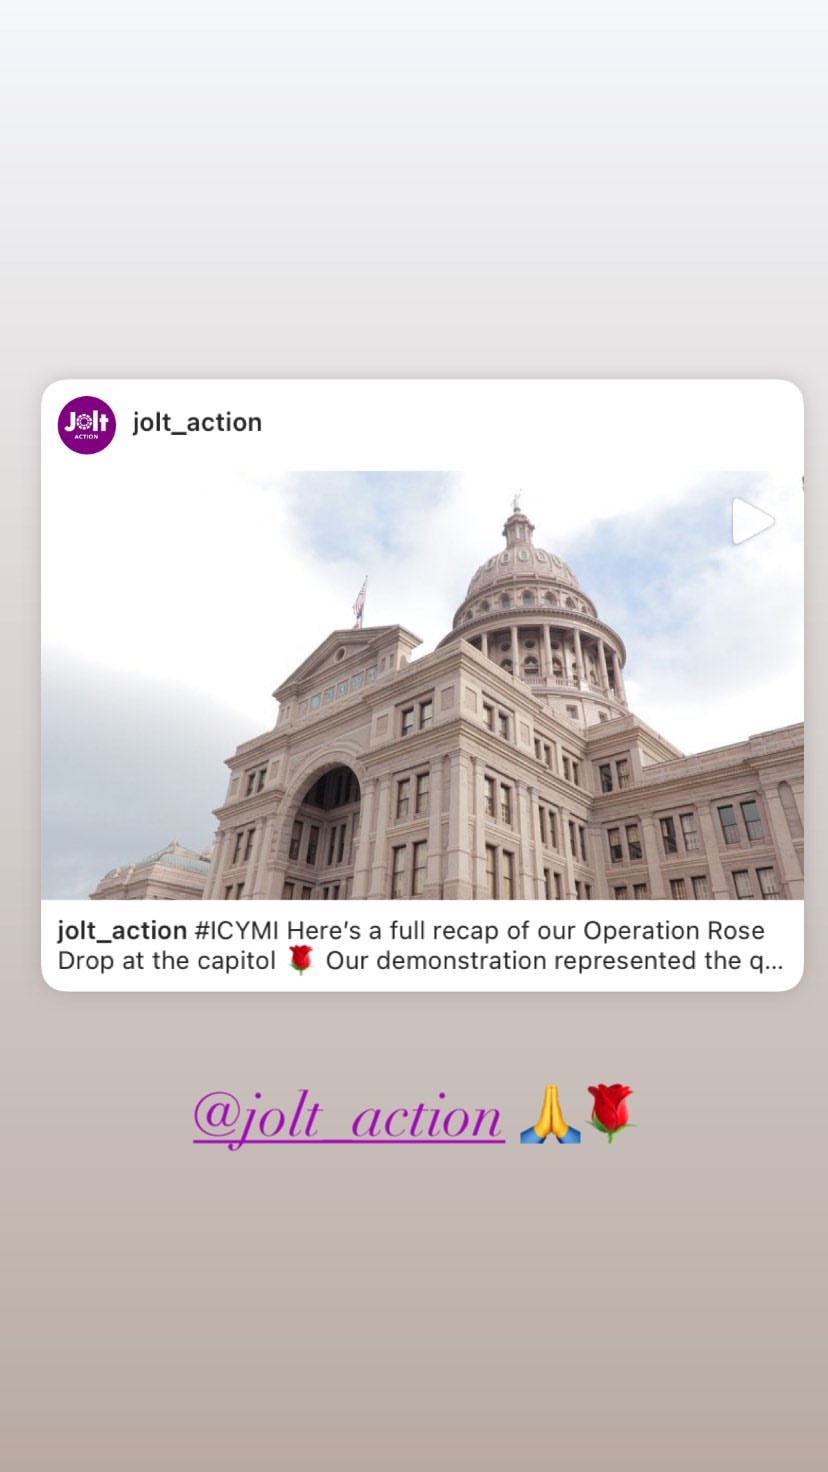 Jolt
ACTION
jolt_action
jolt_action #ICYMI Here's a full recap of our Operation Rose
Drop at the capitol 🌹 Our demonstration represented the q...
@jolt_action 🙏🌹